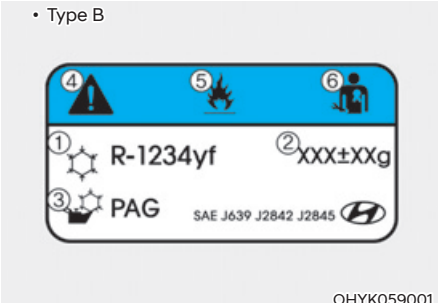 • Type B
④ ⑤ ⑥
① R-1234yf ② XXX±XXg
③ PAG SAE J639 J2842 J2845
OHYK059001